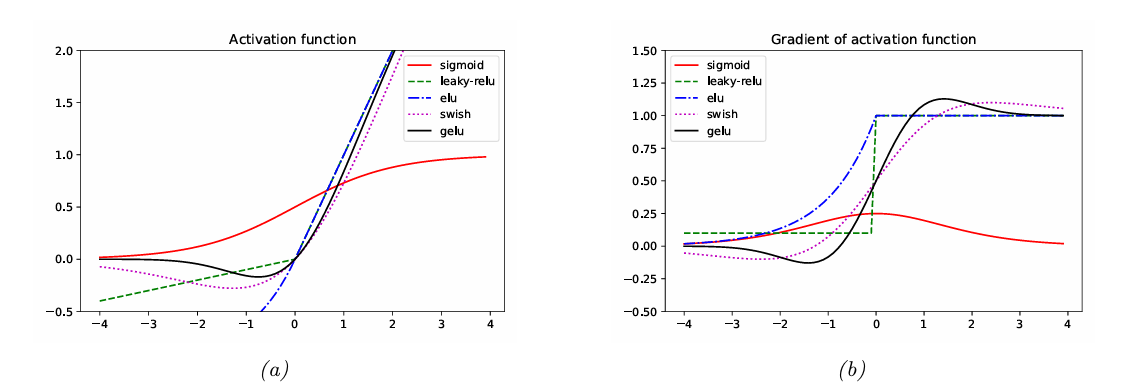 Activation function
2.0
1.5
1.0
0.5
0.0
−0.5
−4 −3 −2 −1 0 1 2 3 4
sigmoid
leaky-relu
elu
swish
gelu
(a)
Gradient of activation function
1.50
1.25
1.00
0.75
0.50
0.25
0.00
−0.25
−0.50
−4 −3 −2 −1 0 1 2 3 4
sigmoid
leaky-relu
elu
swish
gelu
(b)